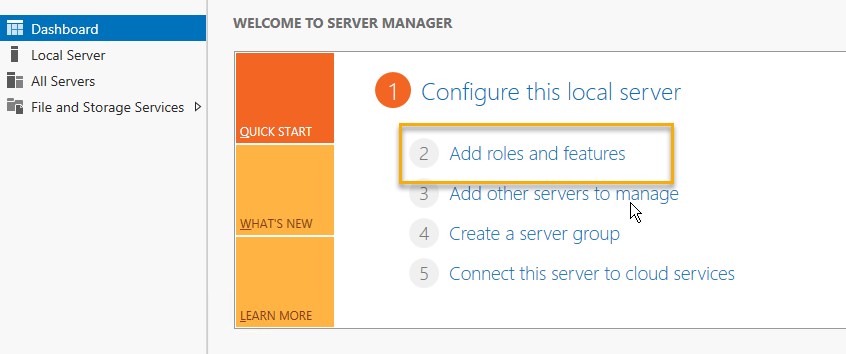 Dashboard
Local Server
All Servers
File and Storage Services
WELCOME TO SERVER MANAGER
QUICK START
WHAT'S NEW
LEARN MORE
1 Configure this local server
2 Add roles and features
3 Add other servers to manage
4 Create a server group
5 Connect this server to cloud services